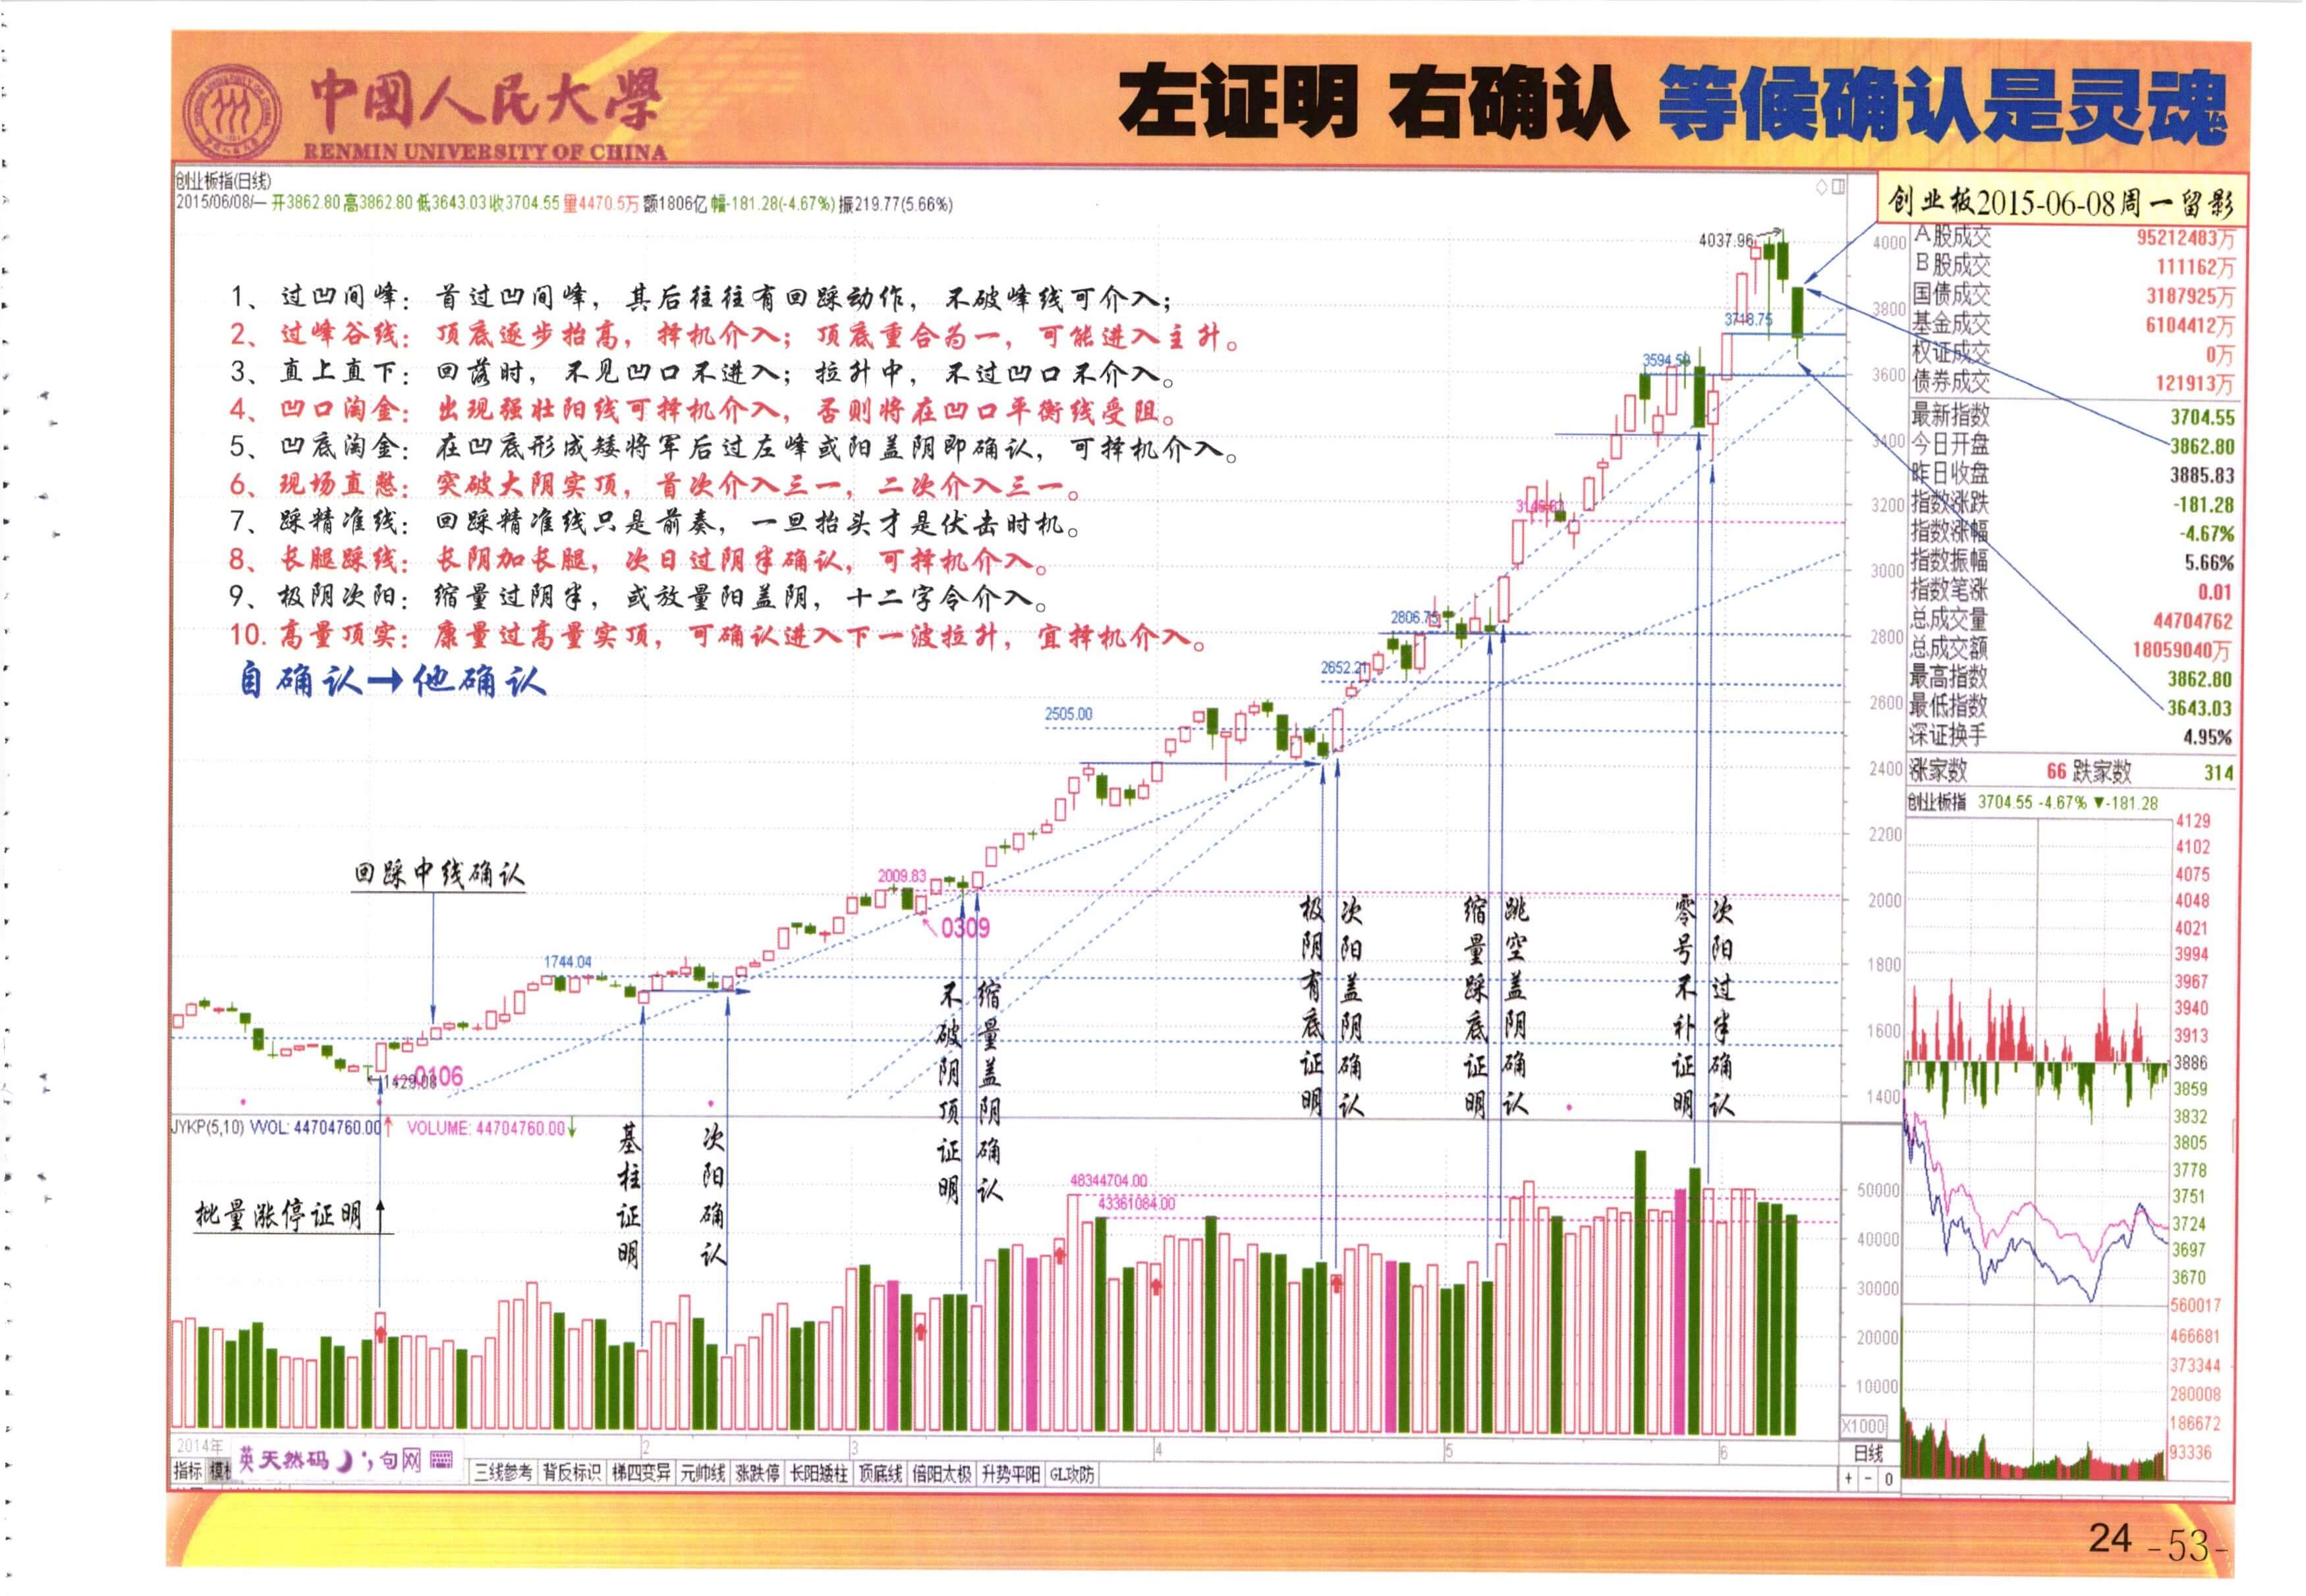 中國人民大學
RENMIN UNIVERSITY OF CHINA
左证明 右确认 等候确认是灵魂
创业板指(日线)
2015/06/08/一 开3862.80 高3862.80 低3643.03 收3704.55 量4470.5万 额1806亿 幅-181.28(-4.67%) 振219.77(5.66%)
创业板2015-06-08周一留影
1、过凹间峰：首过凹间峰，其后往往有回踩动作，不破峰线可介入；
2、过峰谷线：顶底逐步抬高，择机介入；顶底重合为一，可能进入主升。
3、直上直下：回落时，不见凹口不进入；拉升中，不过凹口不介入。
4、凹口淘金：出现强壮阳线可择机介入，否则将在凹口平衡线受阻。
5、凹底淘金：在凹底形成矮将军后过左峰或阳盖阴即确认，可择机介入。
6、现场直憋：突破大阴实顶，首次介入三一，二次介入三一。
7、踩精准线：回踩精准线只是前奏，一旦抬头才是伏击时机。
8、长腿踩线：长阴加长腿，次日过阴半确认，可择机介入。
9、极阴次阳：缩量过阴半，或放量阳盖阴，十二字令介入。
10. 高量顶实：康量过高量实顶，可确认进入下一波拉升，宜择机介入。
自确认→他确认
4037.96
3718.75
3594.59
2806.75
2652.21
2505.00
2009.83
0309
1744.04
1429.08
0106
回踩中线确认
批量涨停证明
基柱证明
次阳确认
不破阴顶证明
缩量盖阴确认
极阴有底证明
次阳盖阴确认
缩量踩底证明
跳空盖阴确认
零号不补证明
次阳过半确认
4000
3800
3600
3400
3200
3000
2800
2600
2400
2200
2000
1800
1600
1400
JYKP(5,10) VVOL: 44704760.00↑ VOLUME: 44704760.00↓
48344704.00
43361084.00
50000
40000
30000
20000
10000
X1000
2014年 2 3 4 5 6 日线
英 天然码 句 网
指标 三线参考 背反标识 梯四变异 元帅线 涨跌停 长阳矮柱 顶底线 倍阳太极 升势平阳 GL攻防
+ - 0
A股成交 95212483万
B股成交 111162万
国债成交 3187925万
基金成交 6104412万
权证成交 0万
债券成交 121913万
最新指数 3704.55
今日开盘 3862.80
昨日收盘 3885.83
指数涨跌 -181.28
指数涨幅 -4.67%
指数振幅 5.66%
指数笔涨 0.01
总成交量 44704762
总成交额 18059040万
最高指数 3862.80
最低指数 3643.03
深证换手 4.95%
涨家数 66 跌家数 314
创业板指 3704.55 -4.67% ▼-181.28
4129
4102
4075
4048
4021
3994
3967
3940
3913
3886
3859
3832
3805
3778
3751
3724
3697
3670
560017
466681
373344
280008
186672
93336
24 -53-